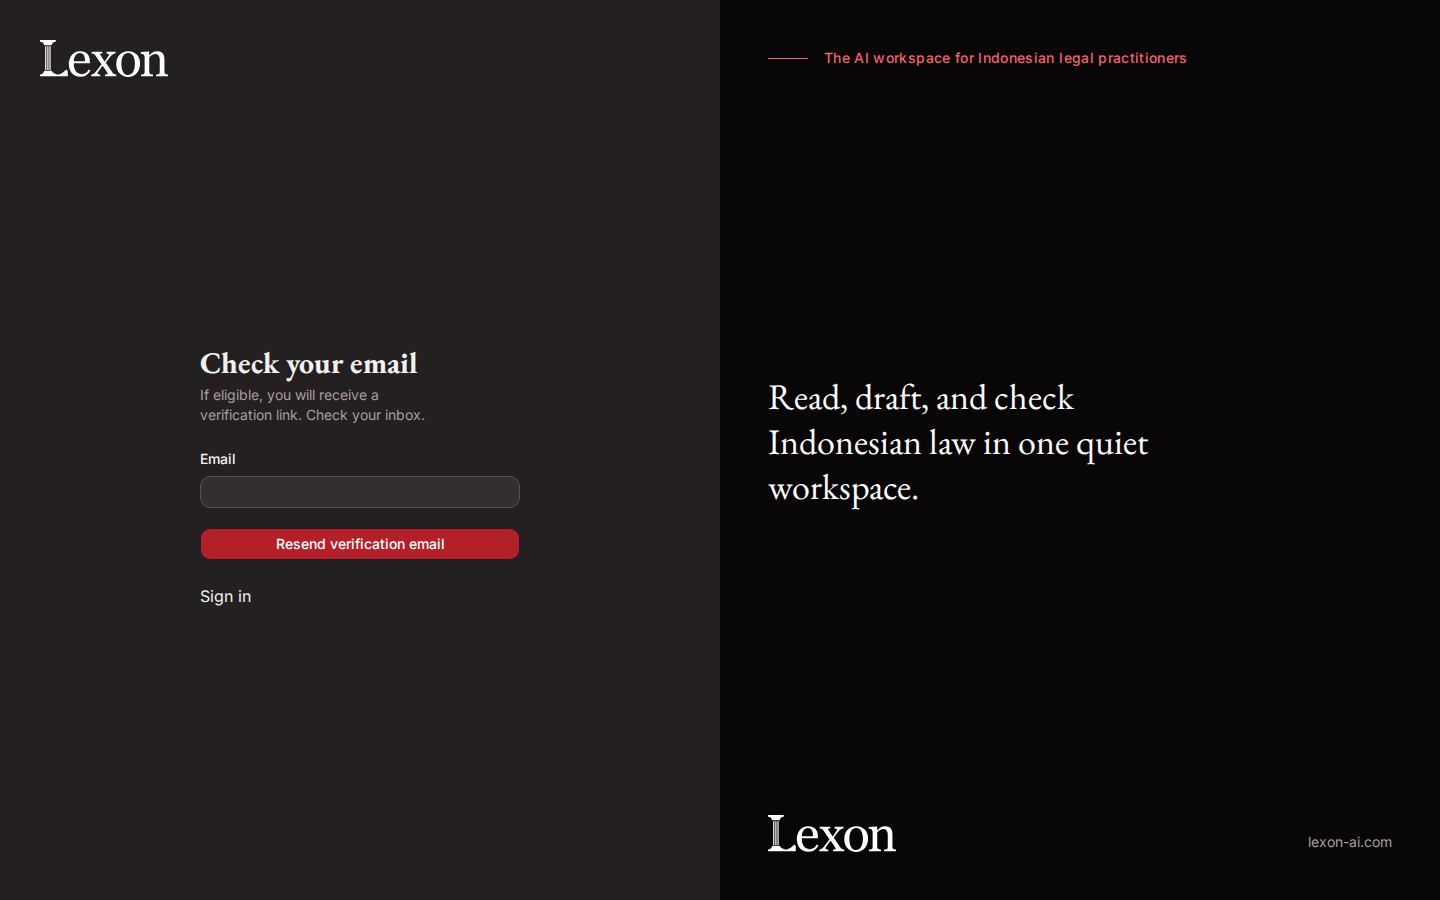 Lexon
Check your email
If eligible, you will receive a
verification link. Check your inbox.
Email
Resend verification email
Sign in
The AI workspace for Indonesian legal practitioners
Read, draft, and check
Indonesian law in one quiet
workspace.
Lexon
lexon-ai.com